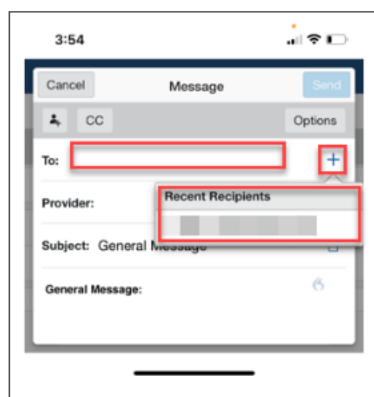 3:54
Cancel Message Send
CC Options
To:
Provider:
Recent Recipients
Subject: General Message
General Message: